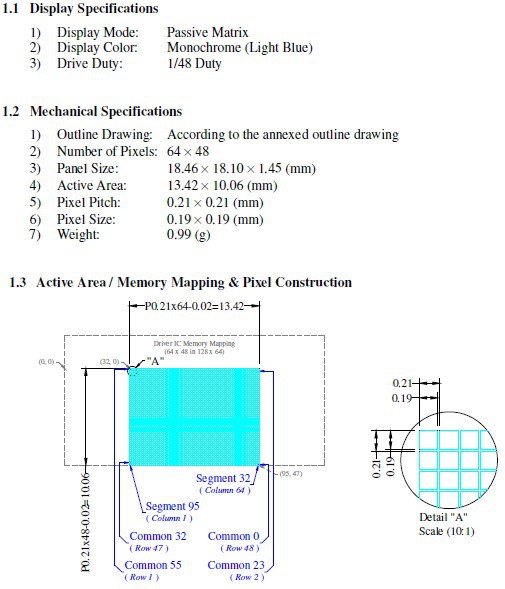 1.1 Display Specifications
1) Display Mode: Passive Matrix
2) Display Color: Monochrome (Light Blue)
3) Drive Duty: 1/48 Duty
1.2 Mechanical Specifications
1) Outline Drawing: According to the annexed outline drawing
2) Number of Pixels: 64 × 48
3) Panel Size: 18.46 × 18.10 × 1.45 (mm)
4) Active Area: 13.42 × 10.06 (mm)
5) Pixel Pitch: 0.21 × 0.21 (mm)
6) Pixel Size: 0.19 × 0.19 (mm)
7) Weight: 0.99 (g)
1.3 Active Area / Memory Mapping & Pixel Construction
P0.21x64-0.02=13.42
Driver IC Memory Mapping
(64 x 48 in 128 x 64)
(0, 0)
(32, 0)
"A"
P0.21x48-0.02=10.06
(95, 47)
Segment 32
( Column 64 )
Segment 95
( Column 1 )
Common 32
( Row 47 )
Common 0
( Row 48 )
Common 55
( Row 1 )
Common 23
( Row 2 )
0.21
0.19
0.21
0.19
Detail "A"
Scale (10:1)